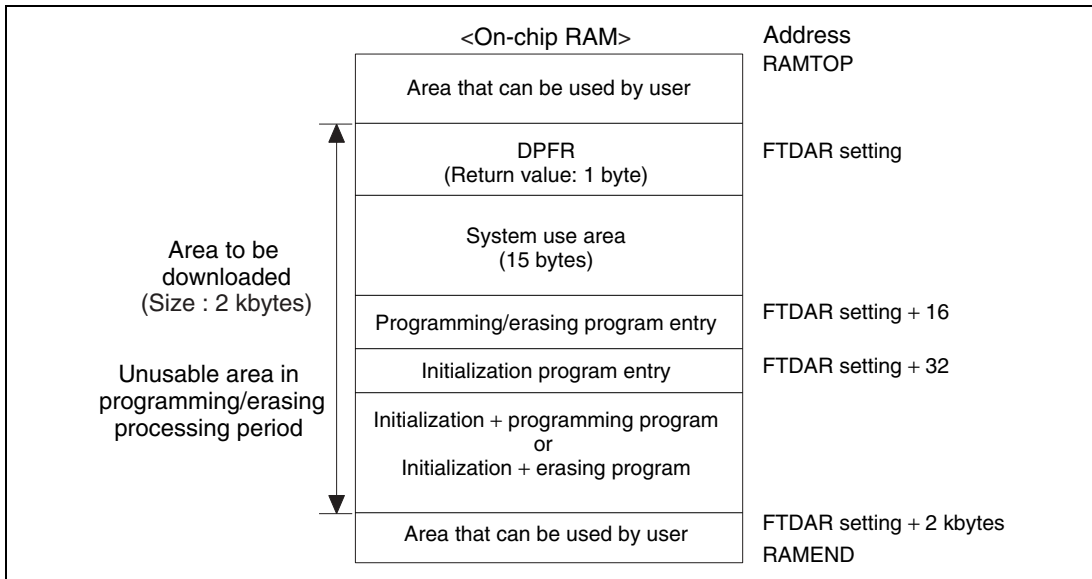 <On-chip RAM>
Address
RAMTOP
Area that can be used by user
DPFR
(Return value: 1 byte)
FTDAR setting
System use area
(15 bytes)
Area to be
downloaded
(Size : 2 kbytes)
Programming/erasing program entry
FTDAR setting + 16
Initialization program entry
FTDAR setting + 32
Unusable area in
programming/erasing
processing period
Initialization + programming program
or
Initialization + erasing program
Area that can be used by user
FTDAR setting + 2 kbytes
RAMEND